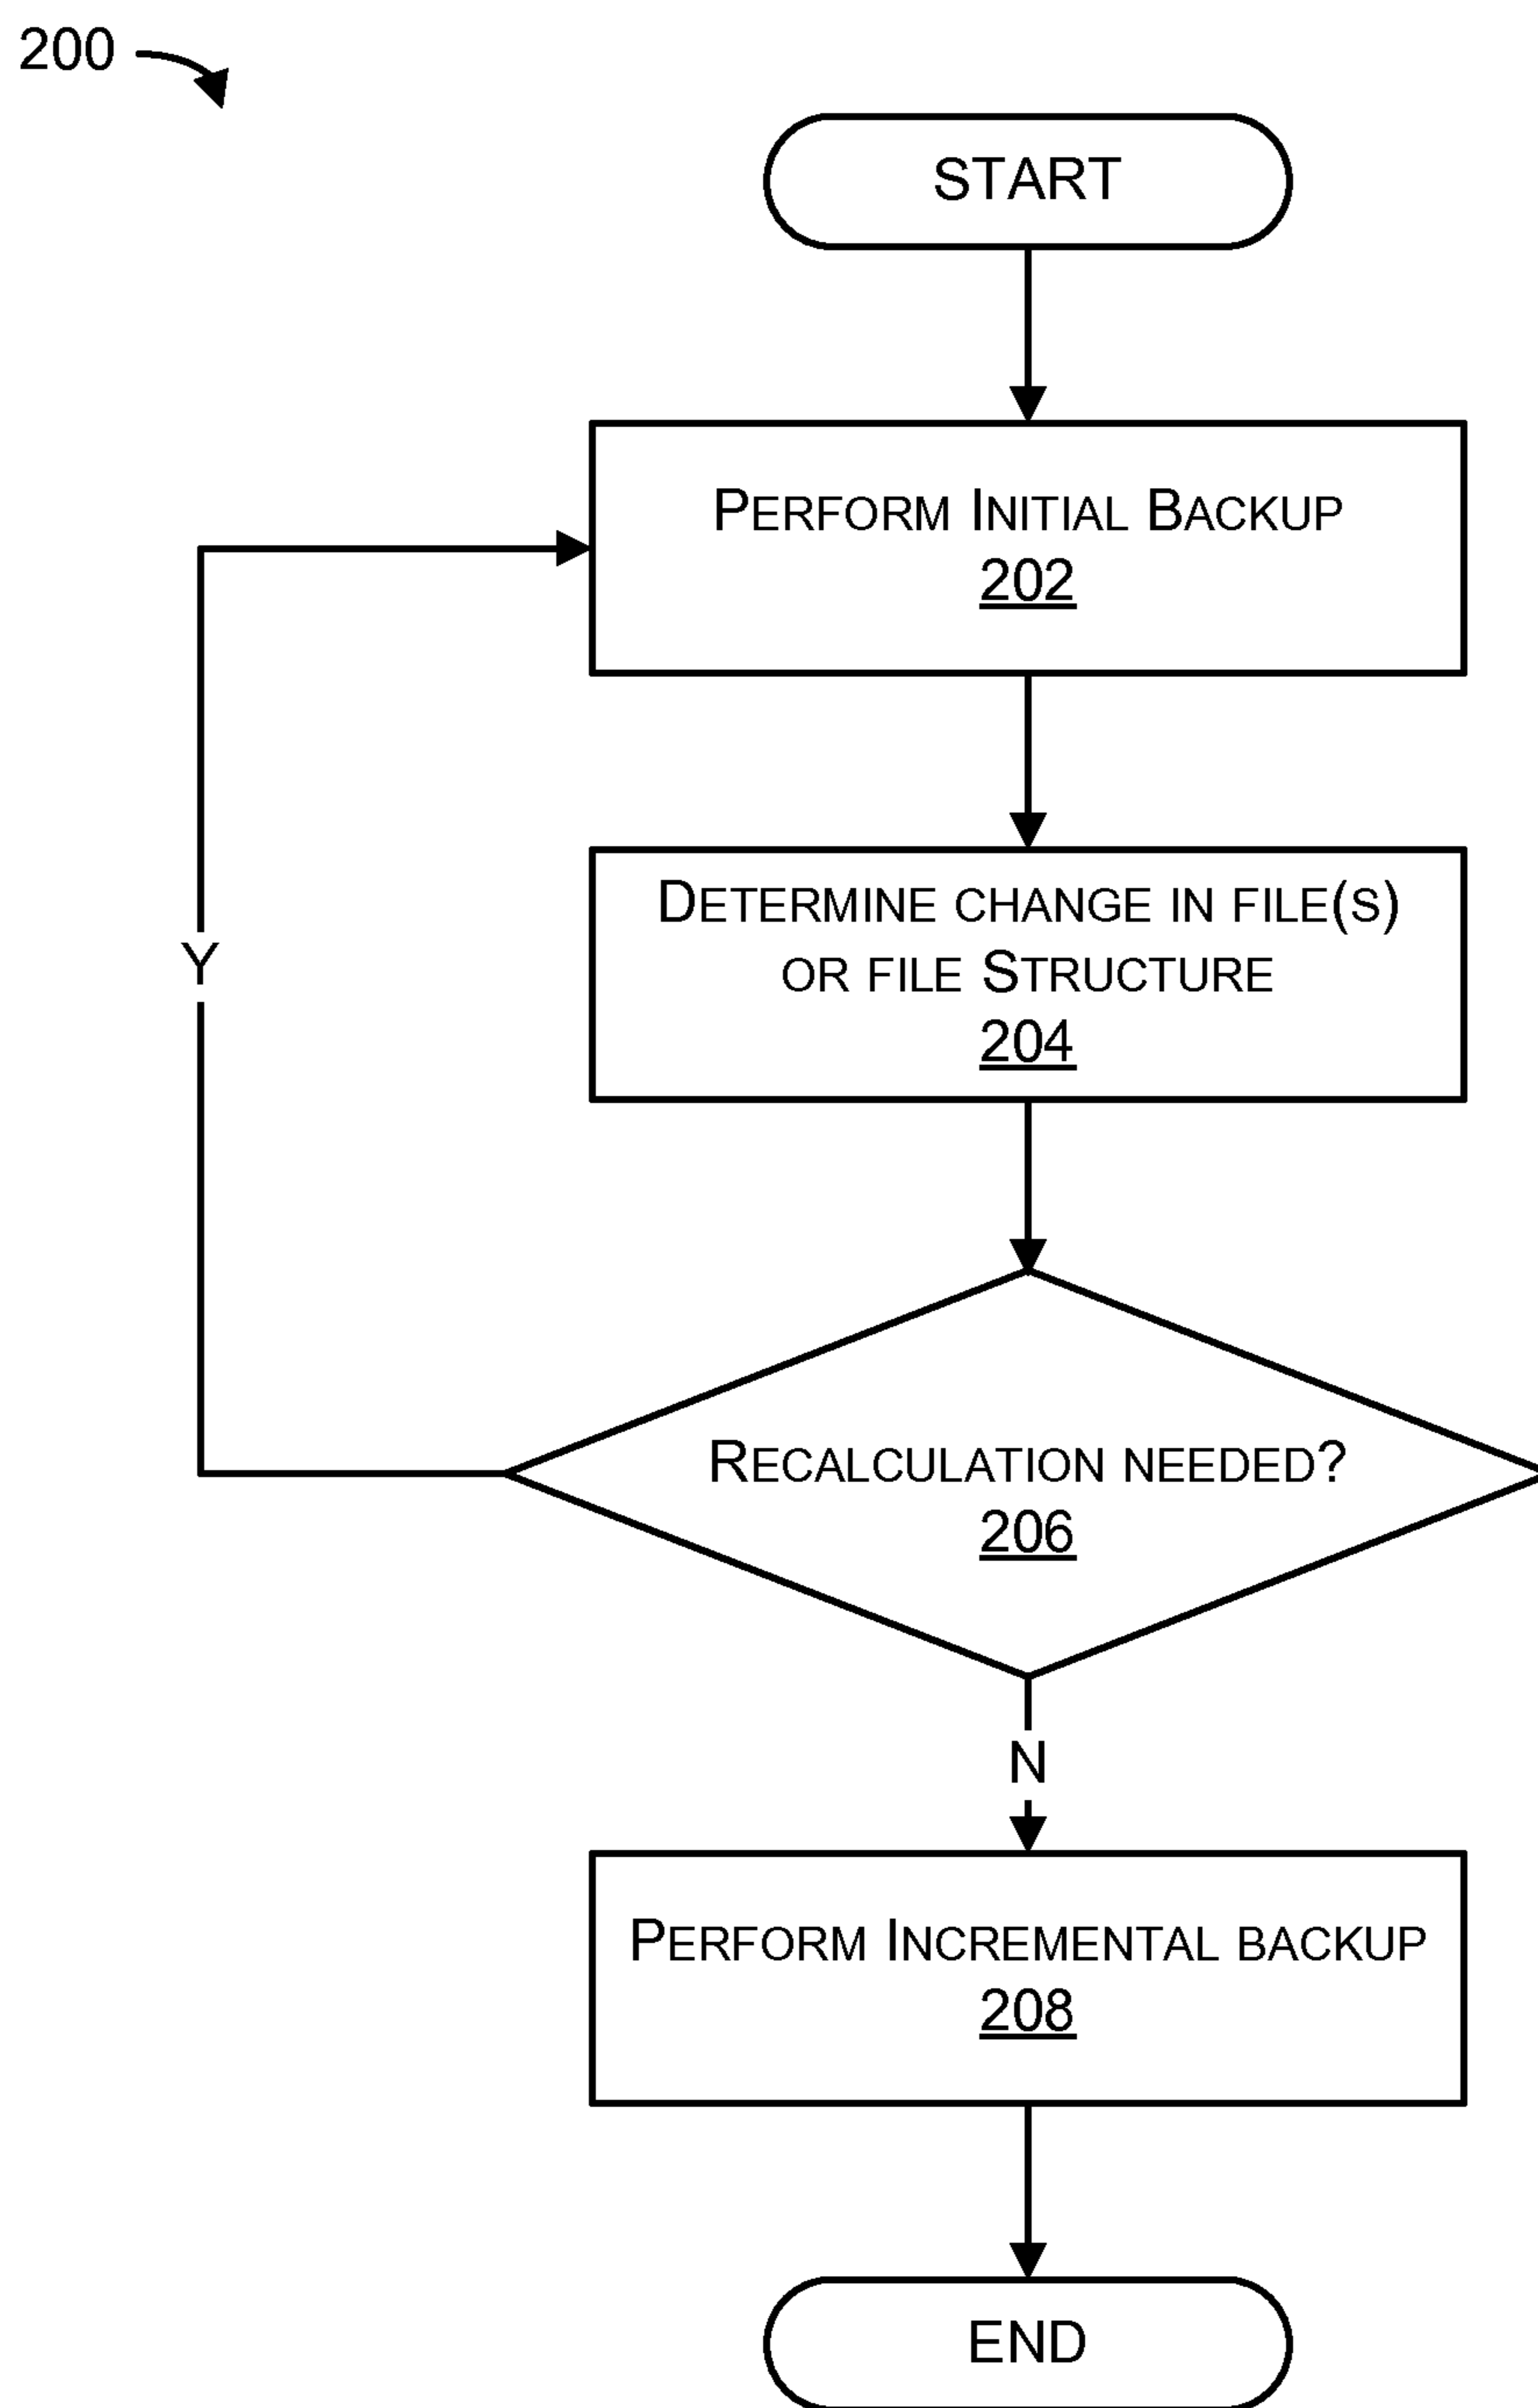 200
START
PERFORM INITIAL BACKUP
202
DETERMINE CHANGE IN FILE(S)
OR FILE STRUCTURE
204
Y
RECALCULATION NEEDED?
206
N
PERFORM INCREMENTAL BACKUP
208
END